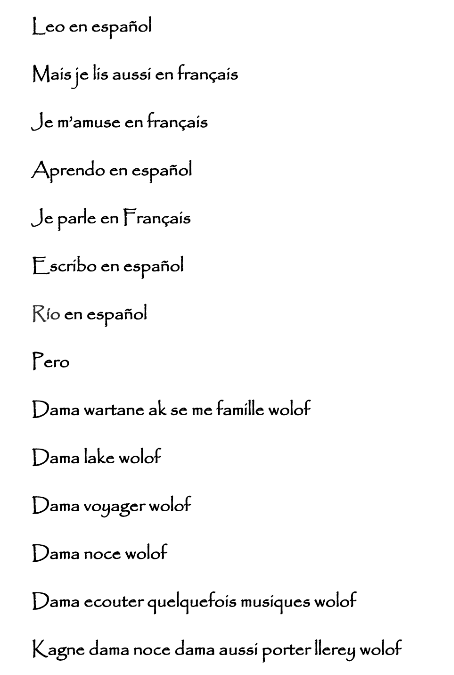 Leo en español
Mais je lis aussi en français
Je m'amuse en français
Aprendo en español
Je parle en Français
Escribo en español
Río en español
Pero
Dama wartane ak se me famille wolof
Dama lake wolof
Dama voyager wolof
Dama noce wolof
Dama ecouter quelquefois musiques wolof
Kagne dama noce dama aussi porter llerey wolof